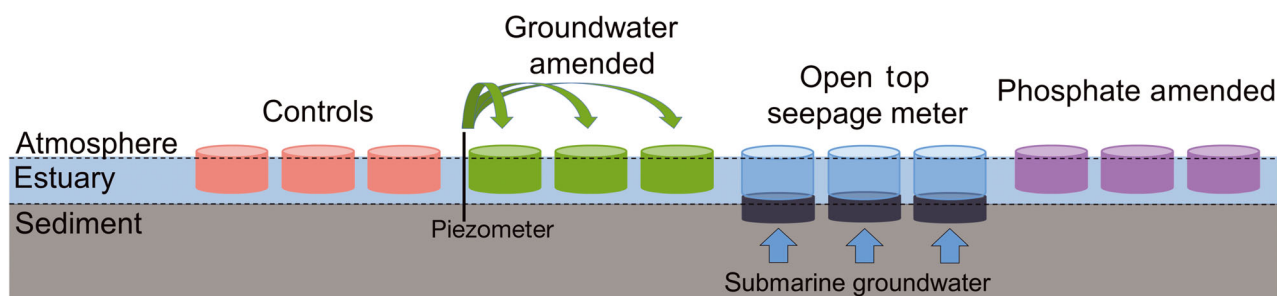 Groundwater
amended
Open top
seepage meter
Phosphate amended
Controls
Atmosphere
Estuary
Sediment
Piezometer
Submarine groundwater